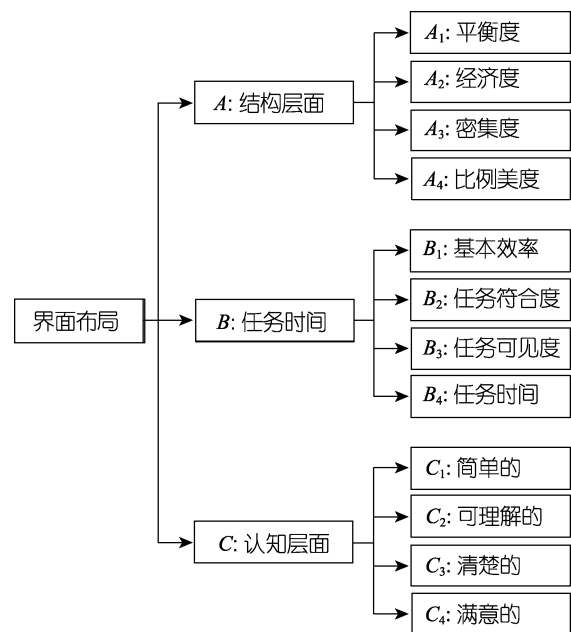 界面布局
A: 结构层面
A1: 平衡度
A2: 经济度
A3: 密集度
A4: 比例美度
B: 任务时间
B1: 基本效率
B2: 任务符合度
B3: 任务可见度
B4: 任务时间
C: 认知层面
C1: 简单的
C2: 可理解的
C3: 清楚的
C4: 满意的